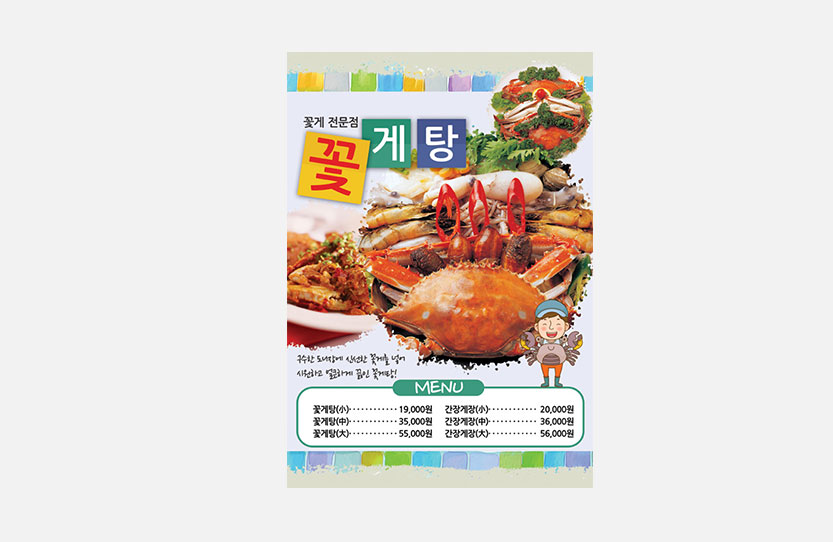 꽃게 전문점
꽃게탕
구수한 된장에 신선한 꽃게를 넣어
시원하고 얼큰하게 끓인 꽃게탕!
MENU
꽃게탕(小)············19,000원
꽃게탕(中)············35,000원
꽃게탕(大)············55,000원
간장게장(小)············20,000원
간장게장(中)············36,000원
간장게장(大)············56,000원